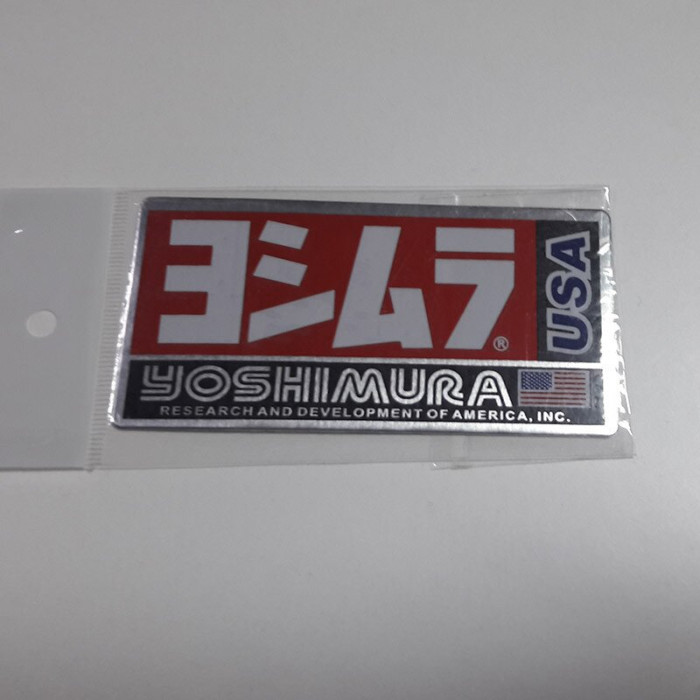 ヨシムラ®
USA
YOSHIMURA
RESEARCH AND DEVELOPMENT OF AMERICA, INC.